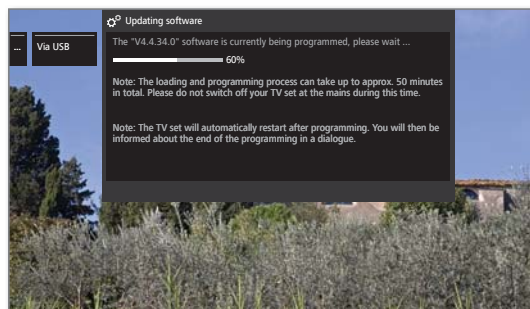 Updating software
...
Via USB
The "V4.4.34.0" software is currently being programmed, please wait ...
60%
Note: The loading and programming process can take up to approx. 50 minutes
in total. Please do not switch off your TV set at the mains during this time.
Note: The TV set will automatically restart after programming. You will then be
informed about the end of the programming in a dialogue.